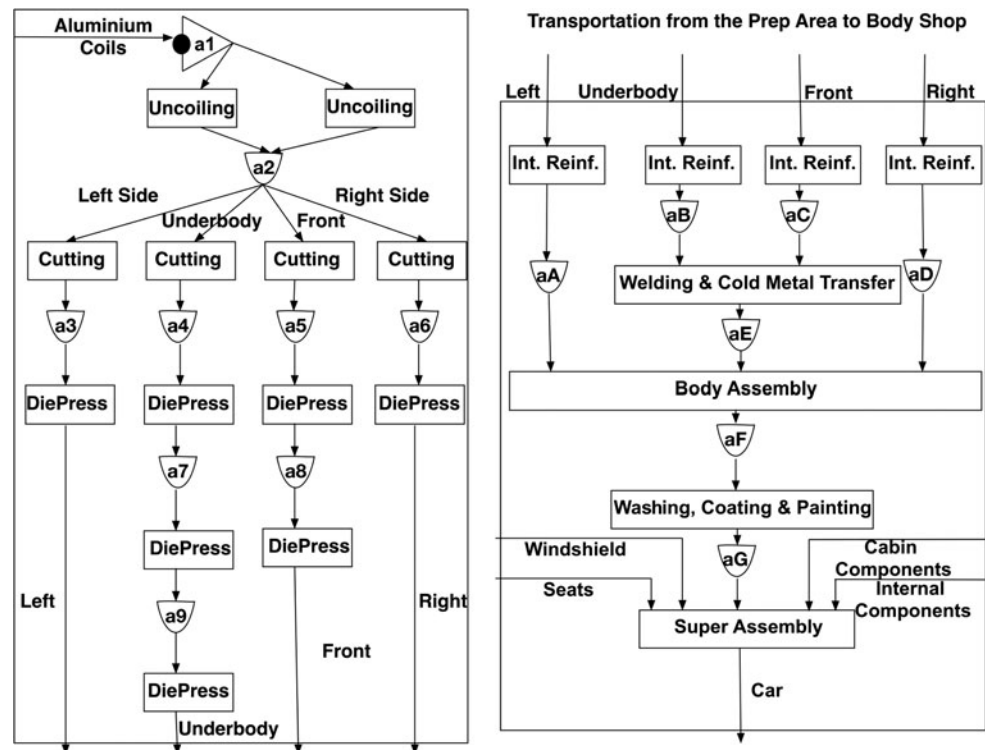 Aluminium
Coils
a1
Uncoiling
Uncoiling
a2
Left Side
Right Side
Underbody
Front
Cutting
Cutting
Cutting
Cutting
a3
a4
a5
a6
DiePress
DiePress
DiePress
DiePress
a7
a8
DiePress
DiePress
Left
a9
Right
Front
DiePress
Underbody
Transportation from the Prep Area to Body Shop
Left
Underbody
Front
Right
Int. Reinf.
Int. Reinf.
Int. Reinf.
Int. Reinf.
aB
aC
aA
Welding & Cold Metal Transfer
aD
aE
Body Assembly
aF
Washing, Coating & Painting
Windshield
aG
Cabin
Components
Seats
Internal
Components
Super Assembly
Car